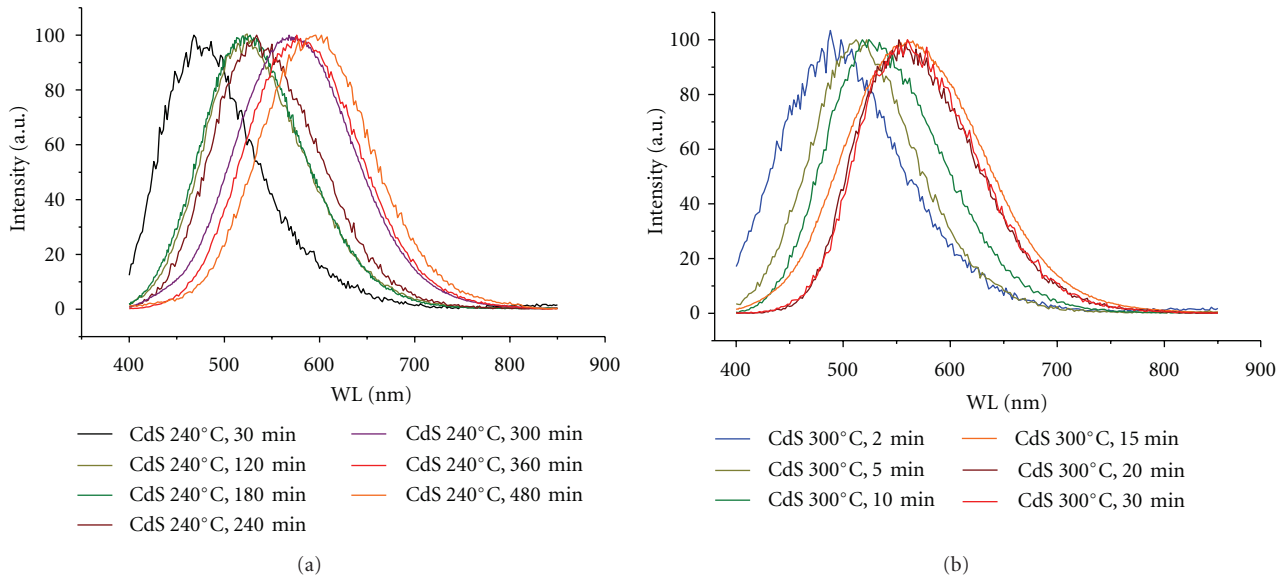 100
80
60
40
20
0
Intensity (a.u.)
400 500 600 700 800 900
WL (nm)
CdS 240°C, 30 min
CdS 240°C, 120 min
CdS 240°C, 180 min
CdS 240°C, 240 min
CdS 240°C, 300 min
CdS 240°C, 360 min
CdS 240°C, 480 min
(a)
100
80
60
40
20
0
Intensity (a.u.)
400 500 600 700 800 900
WL (nm)
CdS 300°C, 2 min
CdS 300°C, 5 min
CdS 300°C, 10 min
CdS 300°C, 15 min
CdS 300°C, 20 min
CdS 300°C, 30 min
(b)